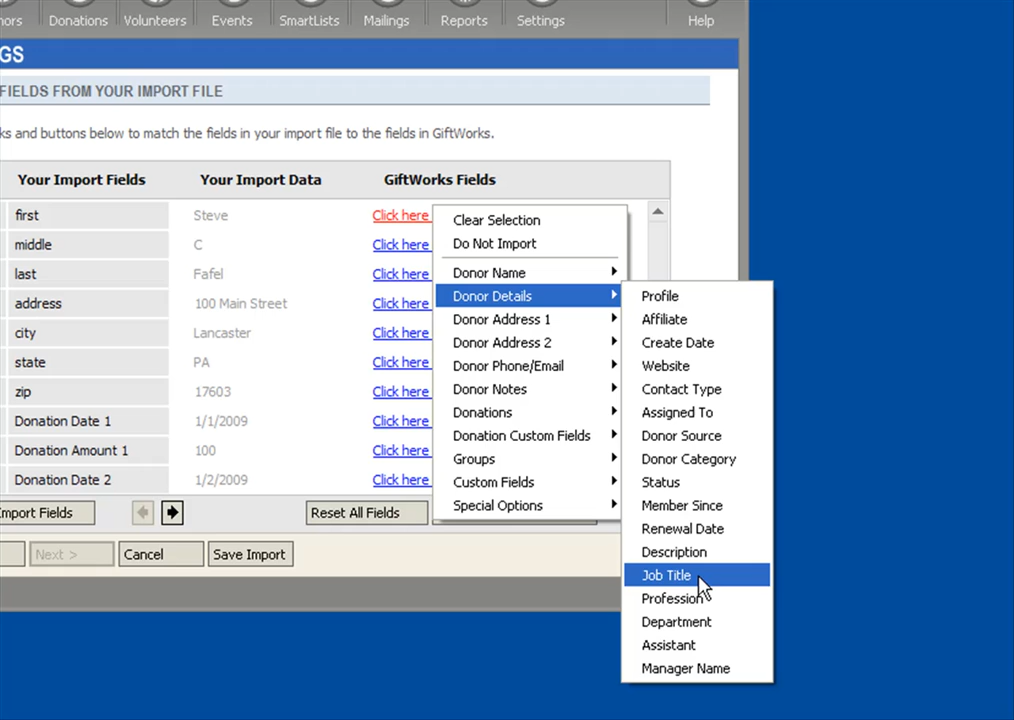 nors Donations Volunteers Events SmartLists Mailings Reports Settings Help
GS
FIELDS FROM YOUR IMPORT FILE
ks and buttons below to match the fields in your import file to the fields in GiftWorks.
Your Import Fields Your Import Data GiftWorks Fields
first Steve Click here
middle C Click here
last Fafel Click here
address 100 Main Street Click here
city Lancaster Click here
state PA Click here
zip 17603 Click here
Donation Date 1 1/1/2009 Click here
Donation Amount 1 100 Click here
Donation Date 2 1/2/2009 Click here
Clear Selection
Do Not Import
Donor Name
Donor Details
Donor Address 1
Donor Address 2
Donor Phone/Email
Donor Notes
Donations
Donation Custom Fields
Groups
Custom Fields
Special Options
Profile
Affiliate
Create Date
Website
Contact Type
Assigned To
Donor Source
Donor Category
Status
Member Since
Renewal Date
Description
Job Title
Profession
Department
Assistant
Manager Name
mport Fields Reset All Fields
Next > Cancel Save Import